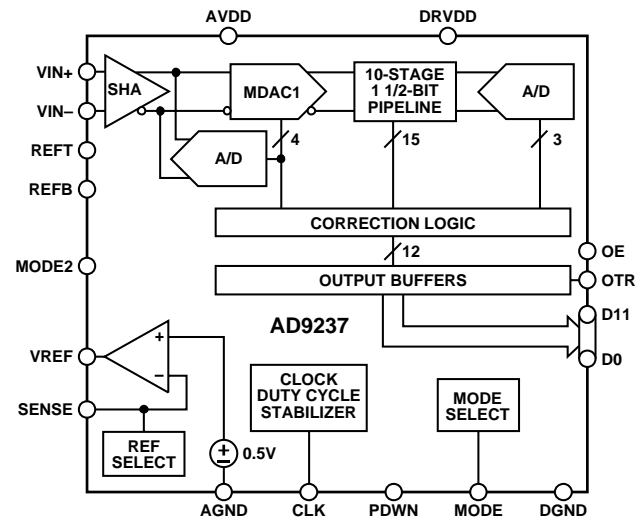 AVDD
DRVDD
VIN+
SHA
MDAC1
10-STAGE
1 1/2-BIT
PIPELINE
A/D
VIN–
REFT
A/D
4
15
3
REFB
CORRECTION LOGIC
12
OE
MODE2
OUTPUT BUFFERS
OTR
D11
AD9237
+
VREF
D0
–
CLOCK
DUTY CYCLE
STABILIZER
MODE
SELECT
SENSE
REF
SELECT
+
–
0.5V
AGND
CLK
PDWN
MODE
DGND